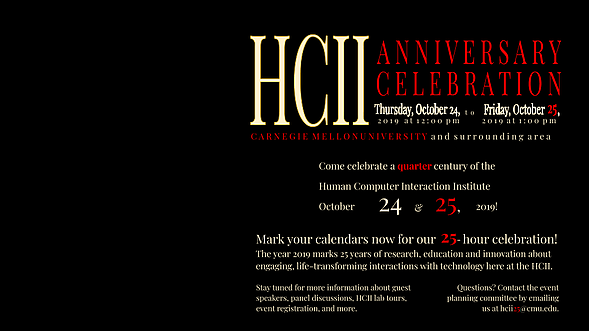 HCII ANNIVERSARY
CELEBRATION
Thursday, October 24, to Friday, October 25,
2019 at 12:00 pm 2019 at 1:00 pm
CARNEGIE MELLON UNIVERSITY and surrounding area
Come celebrate a quarter century of the
Human Computer Interaction Institute
October 24 & 25, 2019!
Mark your calendars now for our 25-hour celebration!
The year 2019 marks 25 years of research, education and innovation about
engaging, life-transforming interactions with technology here at the HCII.
Stay tuned for more information about guest
speakers, panel discussions, HCII lab tours,
event registration, and more.
Questions? Contact the event
planning committee by emailing
us at hcii25@cmu.edu.